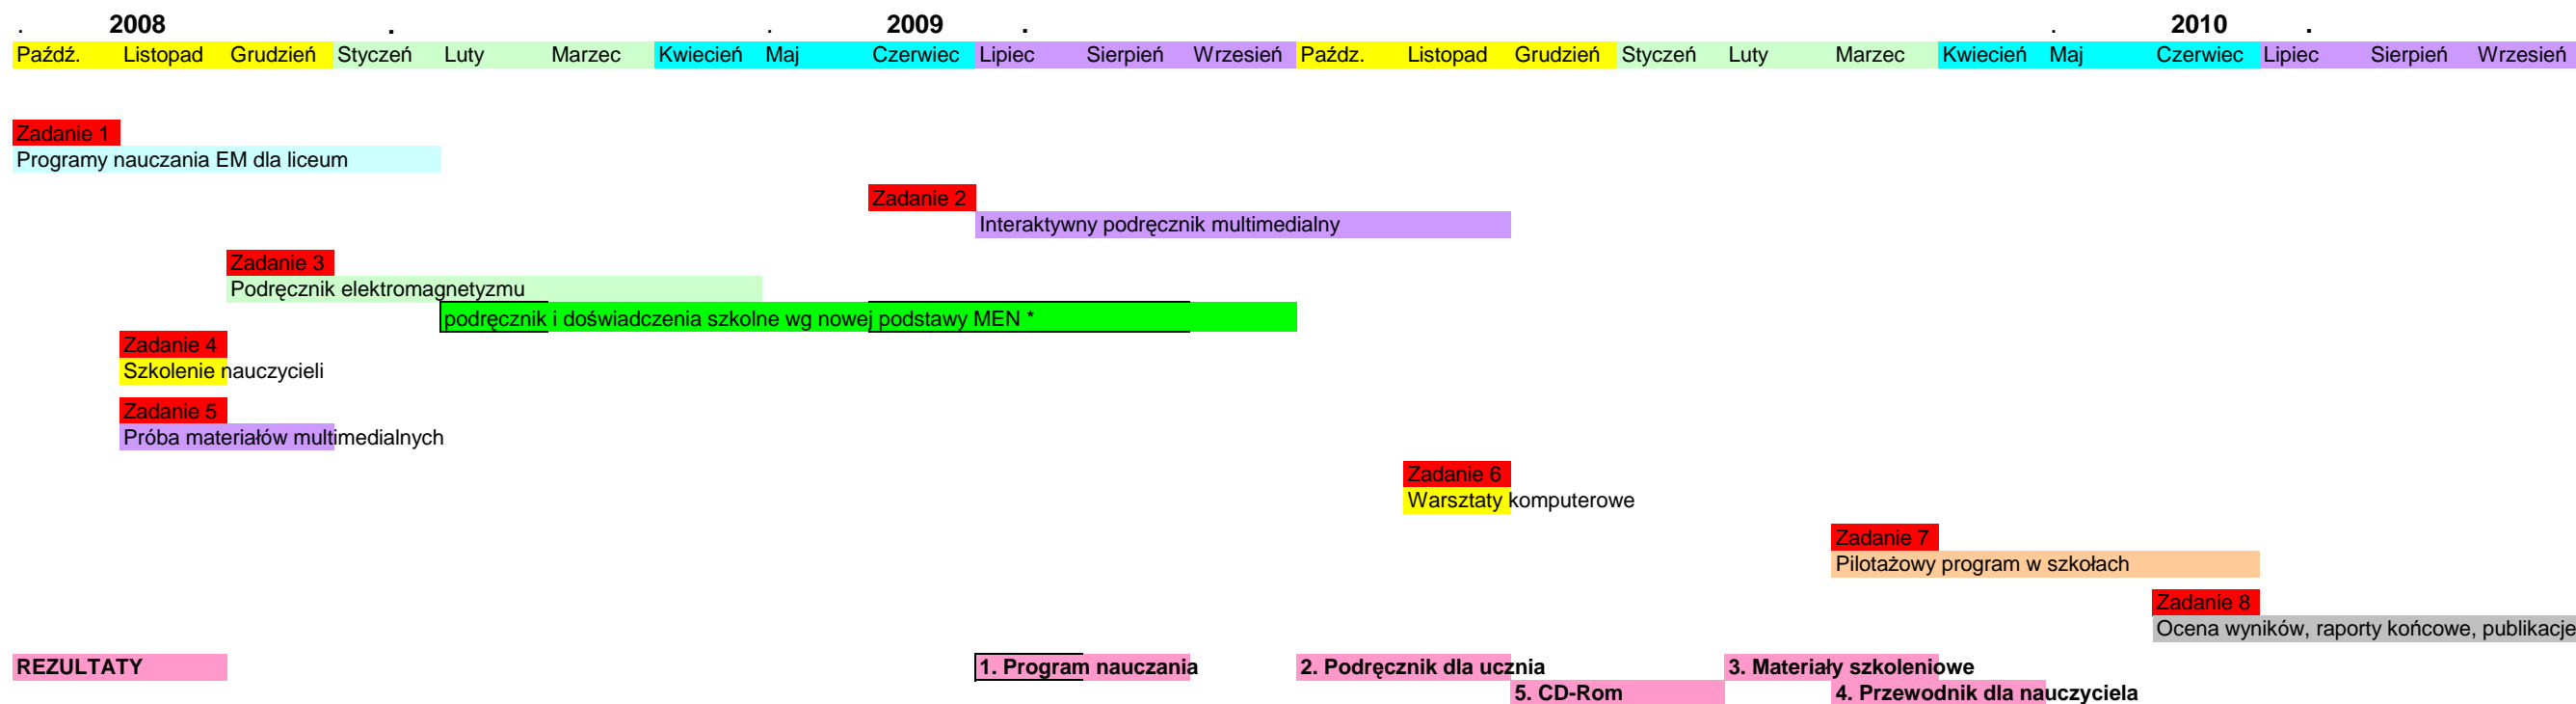 . 2008 . . 2009 . . 2010 .
Paźdź. Listopad Grudzień Styczeń Luty Marzec Kwiecień Maj Czerwiec Lipiec Sierpień Wrzesień Paźdz. Listopad Grudzień Styczeń Luty Marzec Kwiecień Maj Czerwiec Lipiec Sierpień Wrzesień
Zadanie 1
Programy nauczania EM dla liceum
Zadanie 2
Interaktywny podręcznik multimedialny
Zadanie 3
Podręcznik elektromagnetyzmu
podręcznik i doświadczenia szkolne wg nowej podstawy MEN *
Zadanie 4
Szkolenie nauczycieli
Zadanie 5
Próba materiałów multimedialnych
Zadanie 6
Warsztaty komputerowe
Zadanie 7
Pilotażowy program w szkołach
Zadanie 8
Ocena wyników, raporty końcowe, publikacje
REZULTATY 1. Program nauczania 2. Podręcznik dla ucznia 3. Materiały szkoleniowe
5. CD-Rom 4. Przewodnik dla nauczyciela